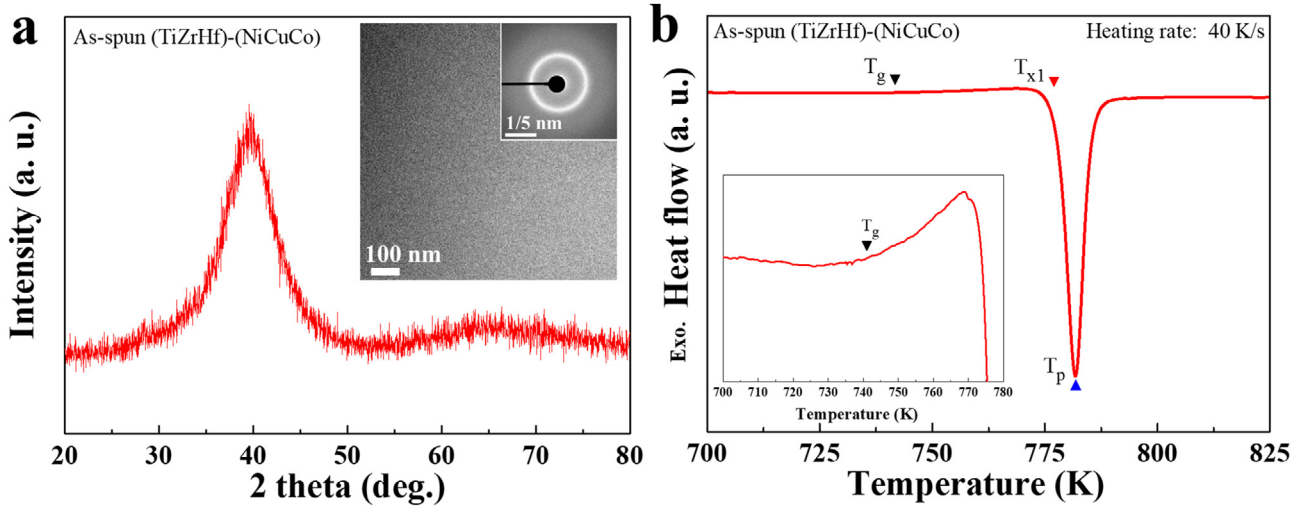 a
As-spun (TiZrHf)-(NiCuCo)
1/5 nm
100 nm
Intensity (a. u.)
20 30 40 50 60 70 80
2 theta (deg.)
b
As-spun (TiZrHf)-(NiCuCo) Heating rate: 40 K/s
Tg
Tx1
Tg
Tp
Exo. Heat flow (a. u.)
700 710 720 730 740 750 760 770 780
Temperature (K)
700 725 750 775 800 825
Temperature (K)